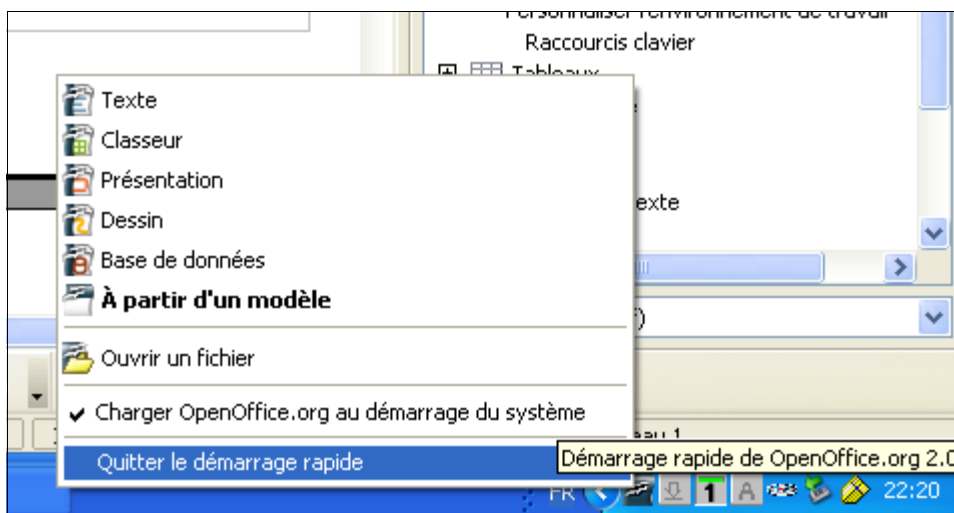 Personnaliser l'environnement de travail
Raccourcis clavier
Tableaux
Texte
Classeur
Présentation
exte
Dessin
Base de données
À partir d'un modèle
Ouvrir un fichier
Charger OpenOffice.org au démarrage du système
Quitter le démarrage rapide
Démarrage rapide de OpenOffice.org 2.0
FR
1
A
22:20